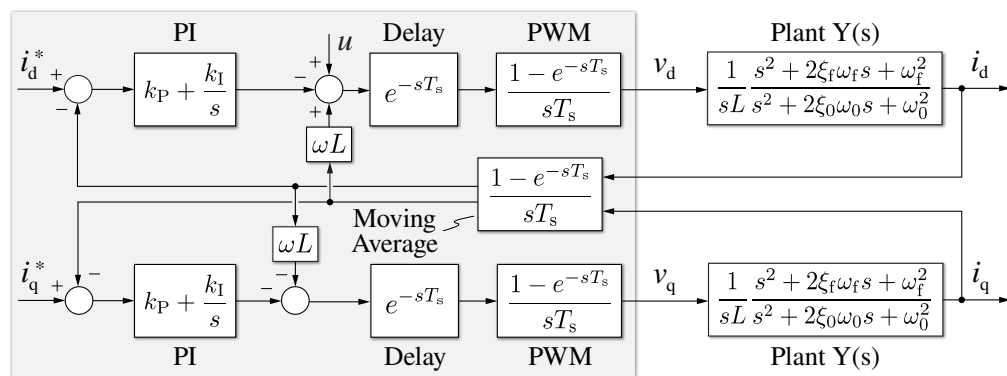 PI
u
Delay
PWM
Plant Y(s)
i_d^*
+
−
k_P + k_I/s
−
+
+
e^{-sT_s}
(1 − e^{-sT_s})/(sT_s)
v_d
1/(sL) (s^2 + 2ξ_f ω_f s + ω_f^2)/(s^2 + 2ξ_0 ω_0 s + ω_0^2)
i_d
ωL
(1 − e^{-sT_s})/(sT_s)
Moving
Average
ωL
i_q^*
+
−
k_P + k_I/s
−
e^{-sT_s}
(1 − e^{-sT_s})/(sT_s)
v_q
1/(sL) (s^2 + 2ξ_f ω_f s + ω_f^2)/(s^2 + 2ξ_0 ω_0 s + ω_0^2)
i_q
PI
Delay
PWM
Plant Y(s)